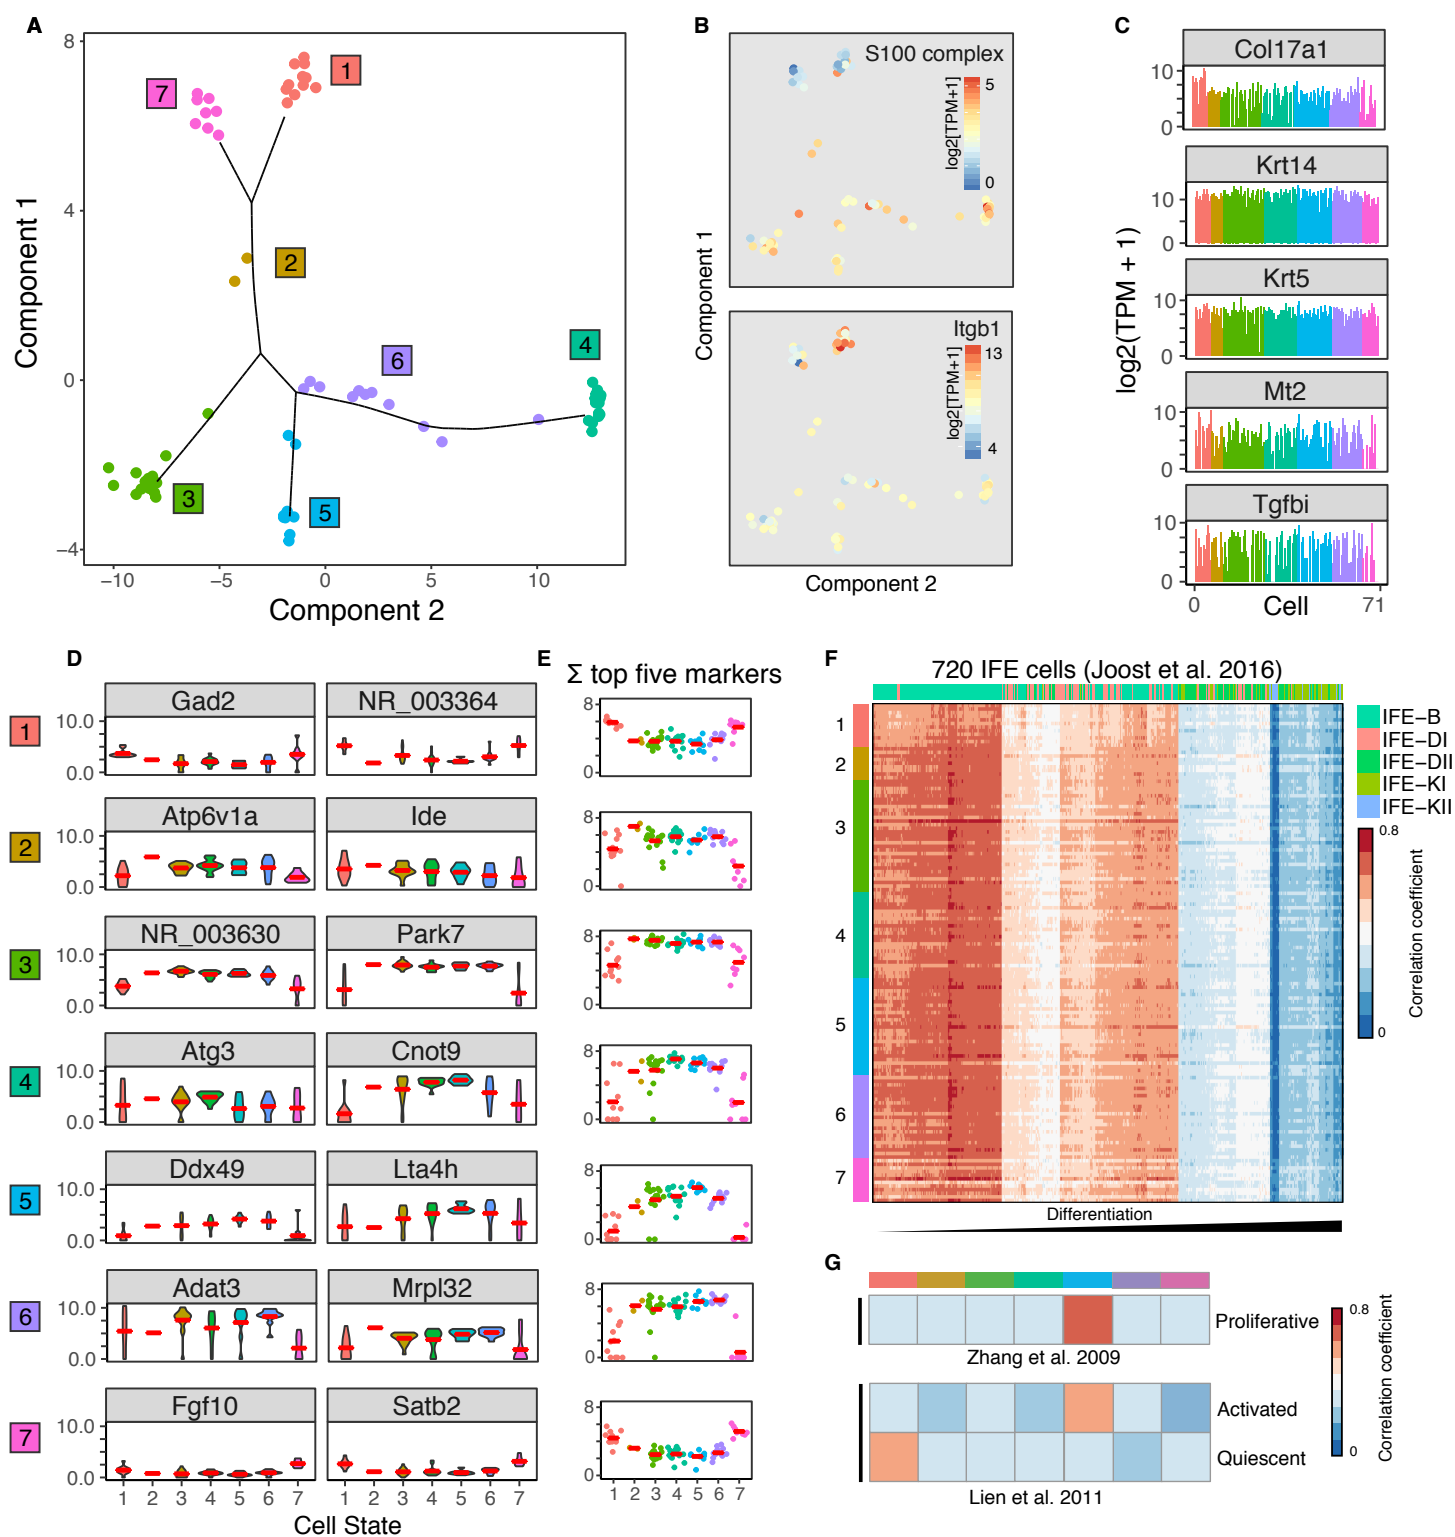 A
8
4
0
−4
−10
−5
0
5
10
Component 1
Component 2
1
7
2
6
4
3
5
B
S100 complex
log2[TPM+1]
5
0
Itgb1
log2[TPM+1]
13
4
Component 1
Component 2
C
Col17a1
10
0
Krt14
10
0
Krt5
10
0
Mt2
10
0
Tgfbi
10
0
log2(TPM + 1)
0
71
Cell
D
1
Gad2
NR_003364
10.0
0.0
2
Atp6v1a
Ide
10.0
0.0
3
NR_003630
Park7
10.0
0.0
4
Atg3
Cnot9
10.0
0.0
5
Ddx49
Lta4h
10.0
0.0
6
Adat3
Mrpl32
10.0
0.0
7
Fgf10
Satb2
10.0
0.0
1 2 3 4 5 6 7
1 2 3 4 5 6 7
Cell State
E
Σ top five markers
8
0
8
0
8
0
8
0
8
0
8
0
8
0
1 2 3 4 5 6 7
F
720 IFE cells (Joost et al. 2016)
1
2
3
4
5
6
7
IFE−B
IFE−DI
IFE−DII
IFE−KI
IFE−KII
0.8
0
Correlation coefficient
Differentiation
G
Proliferative
Zhang et al. 2009
Activated
Quiescent
Lien et al. 2011
0.8
0
Correlation coefficient